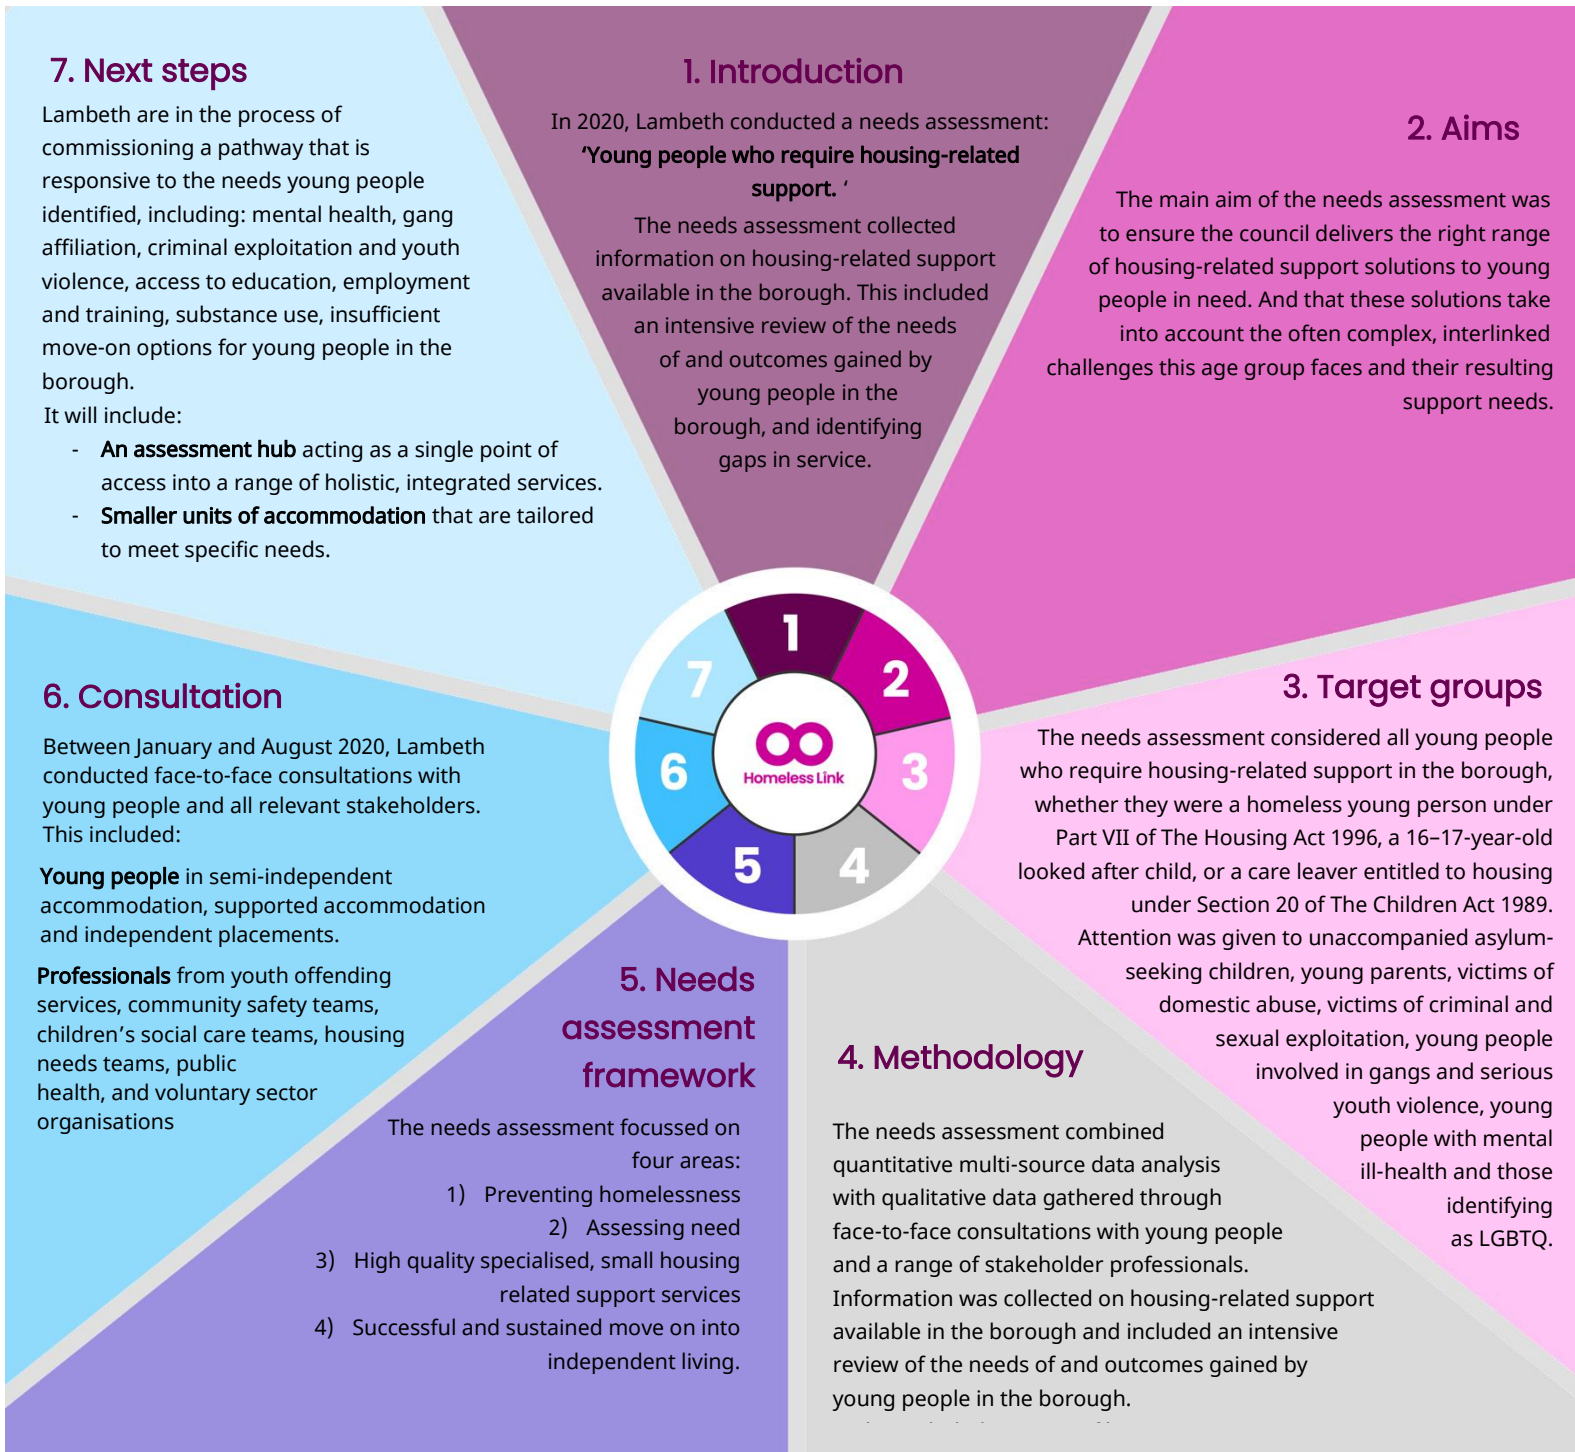 1. Introduction
In 2020, Lambeth conducted a needs assessment:
‘Young people who require housing-related
support. ‘
The needs assessment collected
information on housing-related support
available in the borough. This included
an intensive review of the needs
of and outcomes gained by
young people in the
borough, and identifying
gaps in service.
2. Aims
The main aim of the needs assessment was
to ensure the council delivers the right range
of housing-related support solutions to young
people in need. And that these solutions take
into account the often complex, interlinked
challenges this age group faces and their resulting
support needs.
3. Target groups
The needs assessment considered all young people
who require housing-related support in the borough,
whether they were a homeless young person under
Part VII of The Housing Act 1996, a 16–17-year-old
looked after child, or a care leaver entitled to housing
under Section 20 of The Children Act 1989.
Attention was given to unaccompanied asylum-
seeking children, young parents, victims of
domestic abuse, victims of criminal and
sexual exploitation, young people
involved in gangs and serious
youth violence, young
people with mental
ill-health and those
identifying
as LGBTQ.
4. Methodology
The needs assessment combined
quantitative multi-source data analysis
with qualitative data gathered through
face-to-face consultations with young people
and a range of stakeholder professionals.
Information was collected on housing-related support
available in the borough and included an intensive
review of the needs of and outcomes gained by
young people in the borough.
5. Needs
assessment
framework
The needs assessment focussed on
four areas:
1) Preventing homelessness
2) Assessing need
3) High quality specialised, small housing
related support services
4) Successful and sustained move on into
independent living.
6. Consultation
Between January and August 2020, Lambeth
conducted face-to-face consultations with
young people and all relevant stakeholders.
This included:
Young people in semi-independent
accommodation, supported accommodation
and independent placements.
Professionals from youth offending
services, community safety teams,
children’s social care teams, housing
needs teams, public
health, and voluntary sector
organisations
7. Next steps
Lambeth are in the process of
commissioning a pathway that is
responsive to the needs young people
identified, including: mental health, gang
affiliation, criminal exploitation and youth
violence, access to education, employment
and training, substance use, insufficient
move-on options for young people in the
borough.
It will include:
- An assessment hub acting as a single point of
access into a range of holistic, integrated services.
- Smaller units of accommodation that are tailored
to meet specific needs.
1
2
3
4
5
6
7
Homeless Link